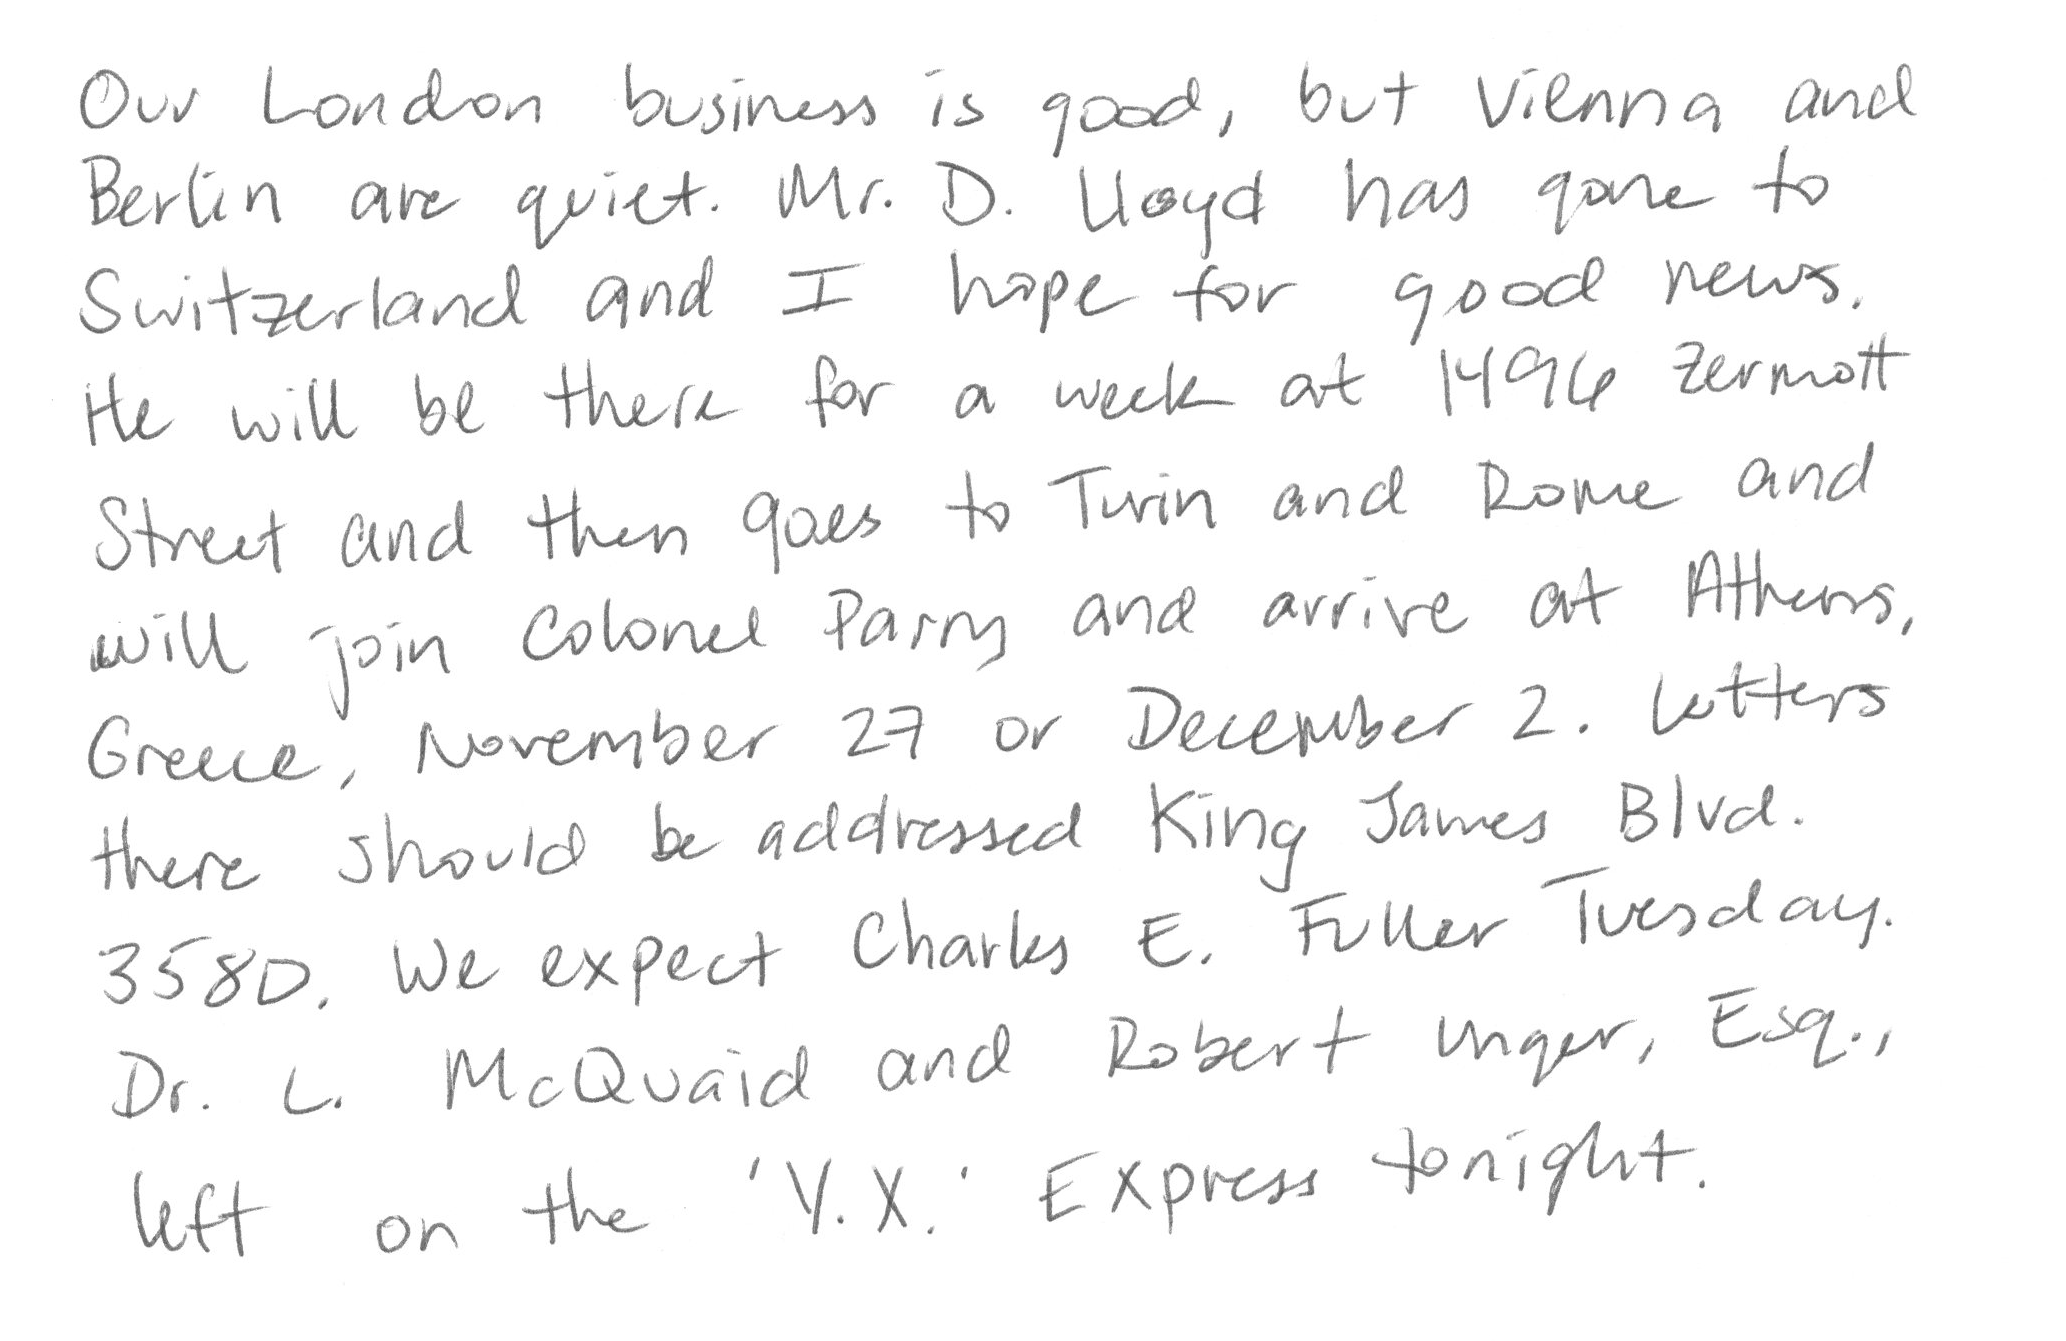 Our London business is good, but Vienna and
Berlin are quiet. Mr. D. Lloyd has gone to
Switzerland and I hope for good news.
He will be there for a week at 1496 Zermott
Street and then goes to Turin and Rome and
will join Colonel Parry and arrive at Athens,
Greece, November 27 or December 2. Letters
there should be addressed King James Blvd.
3580. We expect Charles E. Fuller Tuesday.
Dr. L. McQuaid and Robert Unger, Esq.,
left on the 'Y.X.' Express tonight.